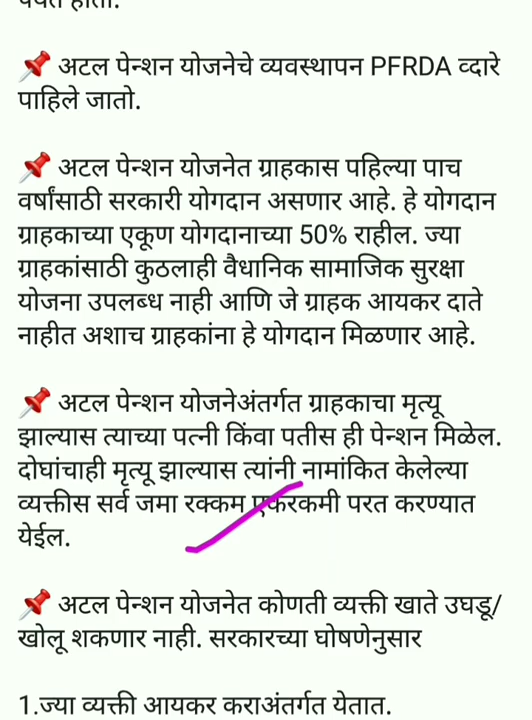 📌 अटल पेन्शन योजनेचे व्यवस्थापन PFRDA व्दारे
पाहिले जातो.
📌 अटल पेन्शन योजनेत ग्राहकास पहिल्या पाच
वर्षांसाठी सरकारी योगदान असणार आहे. हे योगदान
ग्राहकाच्या एकूण योगदानाच्या 50% राहील. ज्या
ग्राहकांसाठी कुठलाही वैधानिक सामाजिक सुरक्षा
योजना उपलब्ध नाही आणि जे ग्राहक आयकर दाते
नाहीत अशाच ग्राहकांना हे योगदान मिळणार आहे.
📌 अटल पेन्शन योजनेअंतर्गत ग्राहकाचा मृत्यू
झाल्यास त्याच्या पत्नी किंवा पतीस ही पेन्शन मिळेल.
दोघांचाही मृत्यू झाल्यास त्यांनी नामांकित केलेल्या
व्यक्तीस सर्व जमा रक्कम एकरकमी परत करण्यात
येईल.
📌 अटल पेन्शन योजनेत कोणती व्यक्ती खाते उघडू/
खोलू शकणार नाही. सरकारच्या घोषणेनुसार
1.ज्या व्यक्ती आयकर कराअंतर्गत येतात.